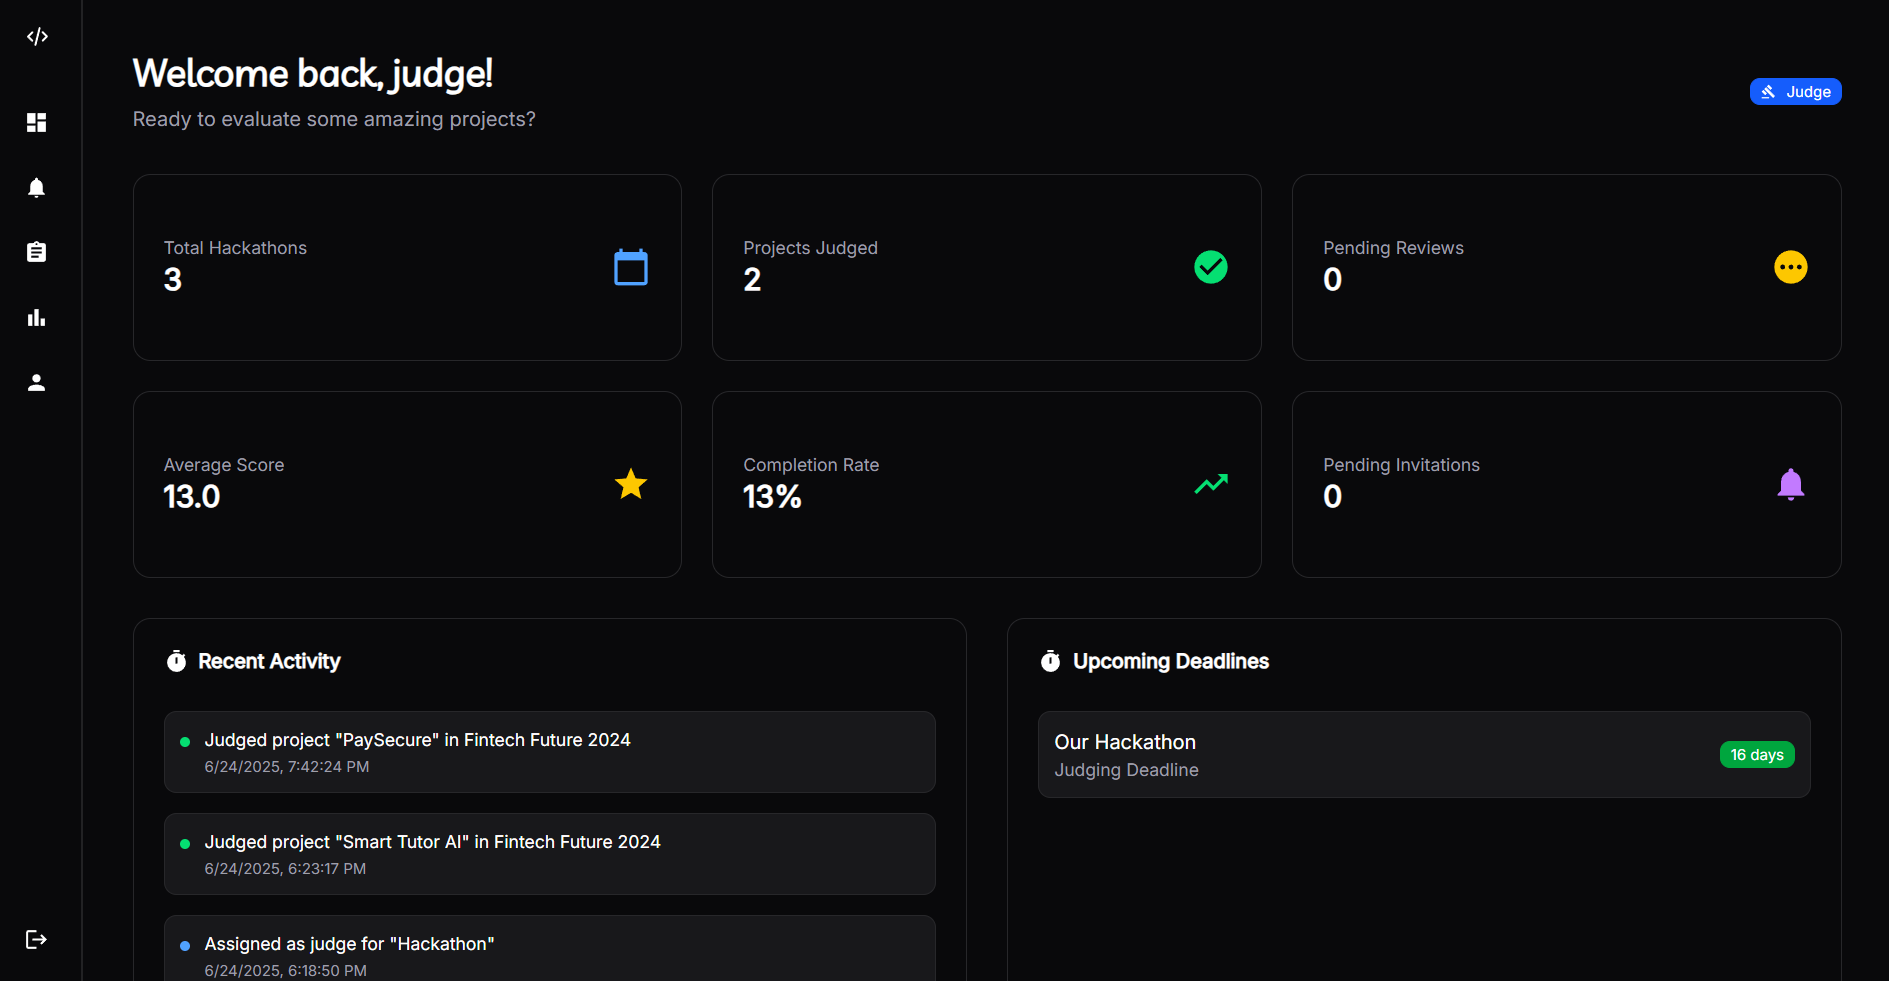 Welcome back, judge!
Ready to evaluate some amazing projects?
Judge
Total Hackathons
3
Projects Judged
2
Pending Reviews
0
Average Score
13.0
Completion Rate
13%
Pending Invitations
0
Recent Activity
Judged project "PaySecure" in Fintech Future 2024
6/24/2025, 7:42:24 PM
Judged project "Smart Tutor AI" in Fintech Future 2024
6/24/2025, 6:23:17 PM
Assigned as judge for "Hackathon"
6/24/2025, 6:18:50 PM
Upcoming Deadlines
Our Hackathon
Judging Deadline
16 days